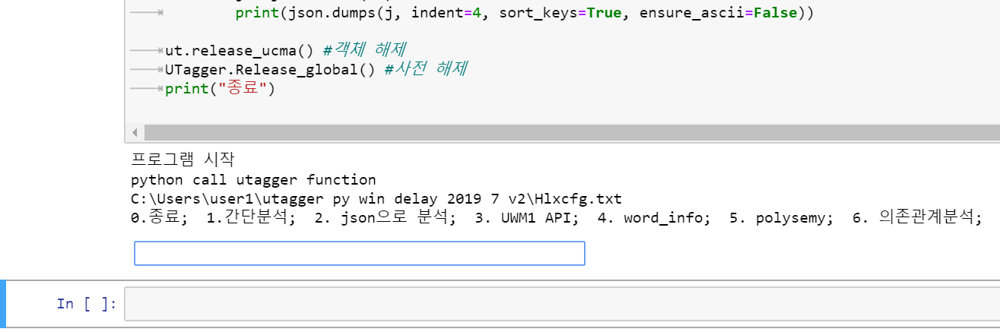 print(json.dumps(j, indent=4, sort_keys=True, ensure_ascii=False))
ut.release_ucma() #객체 해제
UTagger.Release_global() #사전 해제
print("종료")
프로그램 시작
python call utagger function
C:\Users\user1\utagger py win delay 2019 7 v2\Hlxcfg.txt
0.종료;  1.간단분석;  2. json으로 분석;  3. UWM1 API;  4. word_info;  5. polysemy;  6. 의존관계분석;
In [ ]: